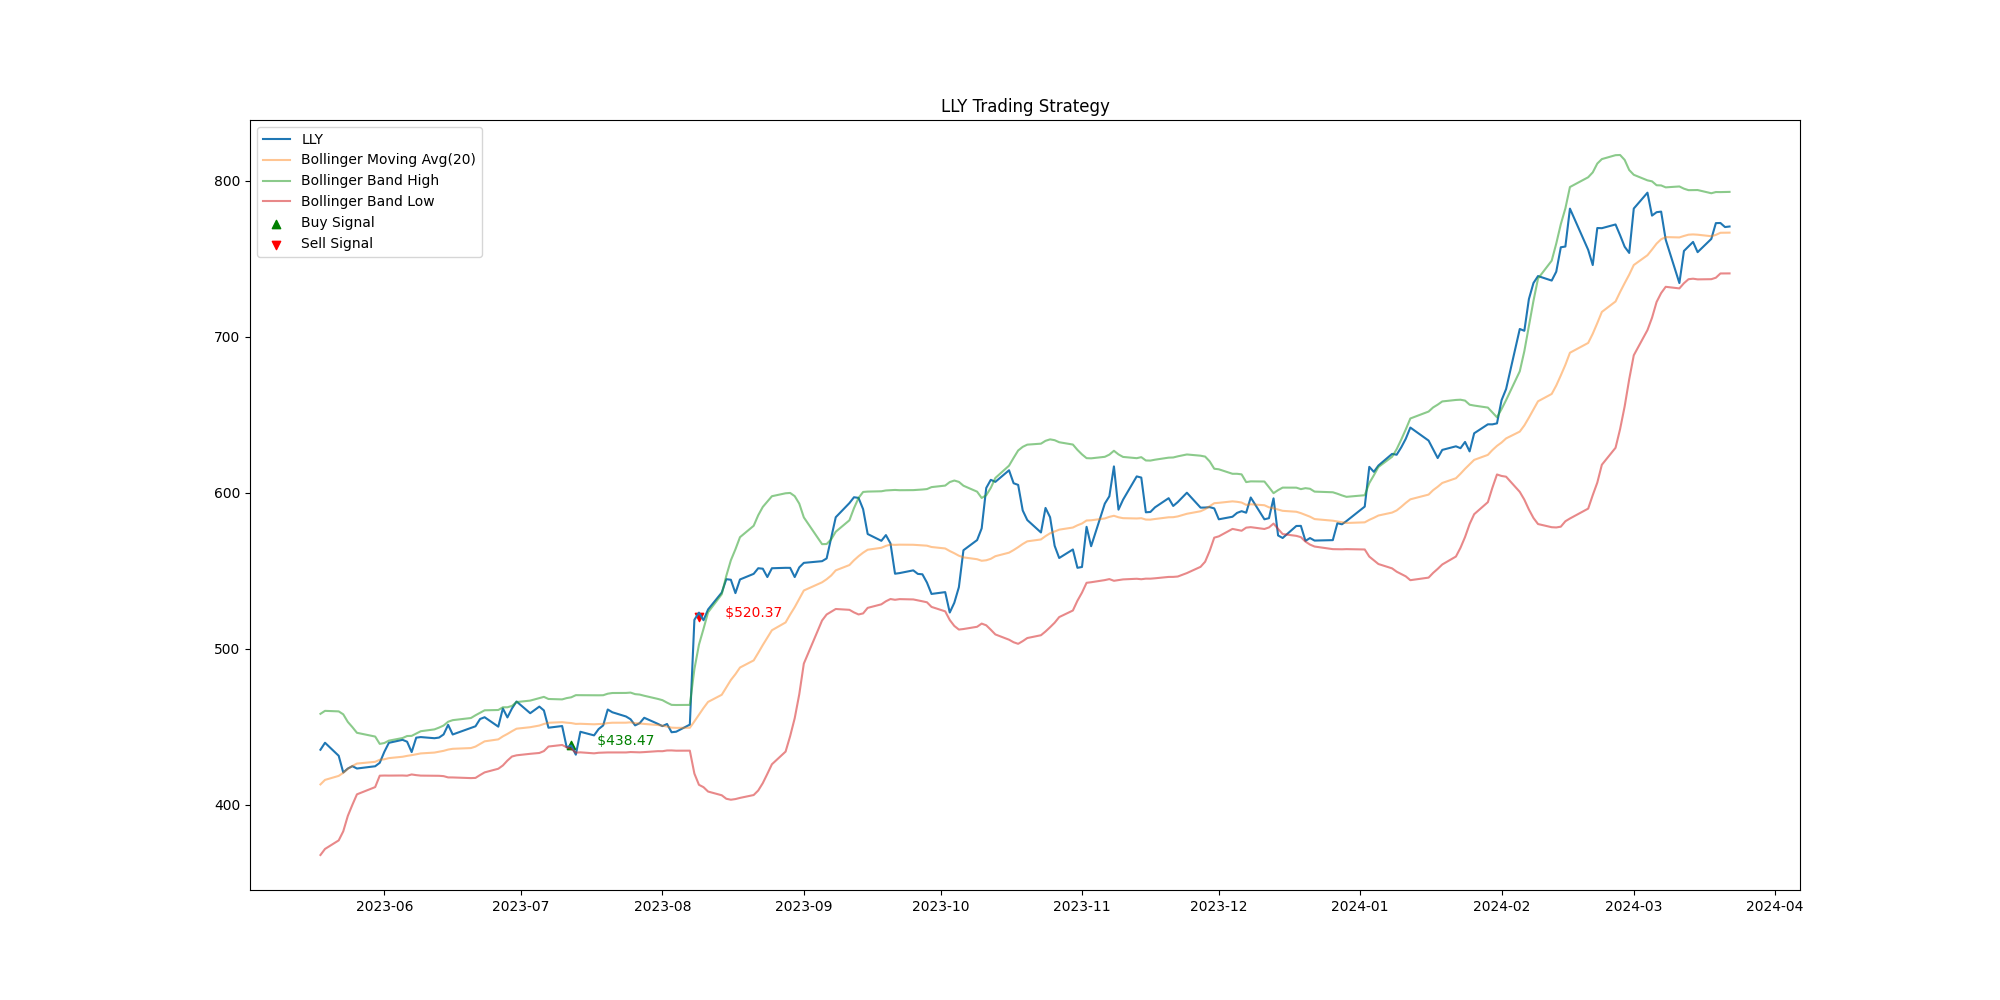 LLY Trading Strategy
LLY
Bollinger Moving Avg(20)
Bollinger Band High
Bollinger Band Low
Buy Signal
Sell Signal
800
700
600
500
400
$520.37
$438.47
2023-06 2023-07 2023-08 2023-09 2023-10 2023-11 2023-12 2024-01 2024-02 2024-03 2024-04